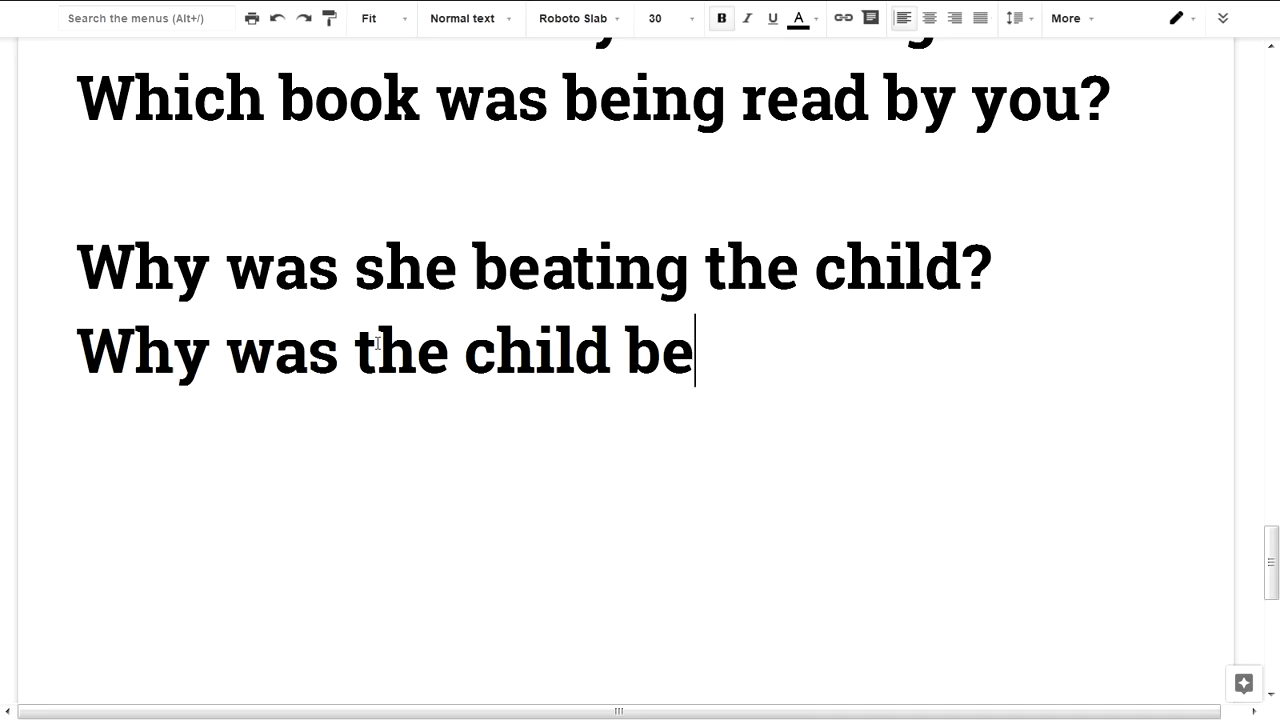 Search the menus (Alt+/) Fit Normal text Roboto Slab 30 B I U A More
Which book was being read by you?
Why was she beating the child?
Why was the child be